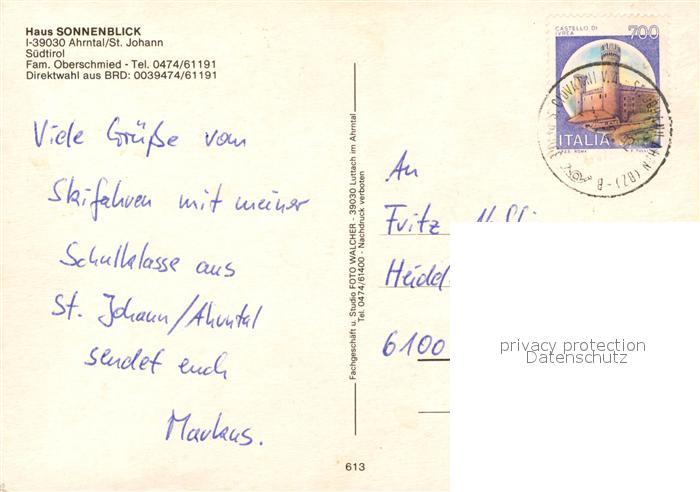 Haus SONNENBLICK
I-39030 Ahrntal/St. Johann
Südtirol
Fam. Oberschmied - Tel. 0474/61191
Direktwahl aus BRD: 0039474/61191
Viele Grüße vom
Skifahren mit meiner
Schulklasse aus
St. Johann/Ahrntal
sendet euch
Markus.
613
Fachgeschäft u. Studio FOTO WALCHER - 39030 Luttach im Ahrntal
Tel. 0474/61400 - Nachdruck verboten
CASTELLO DI
IVREA
700
ITALIA
An
Fritz
6100
privacy protection
Datenschutz